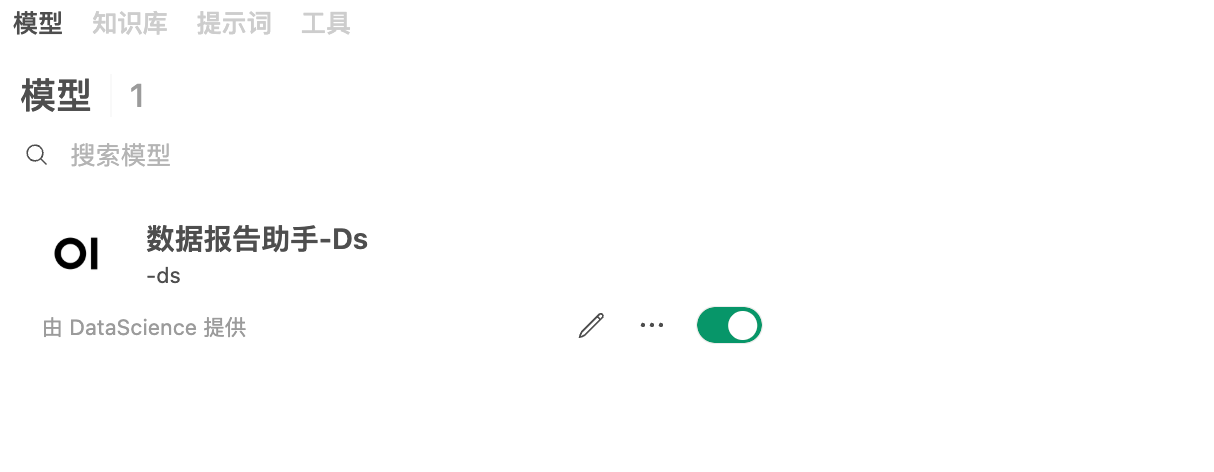 模型 知识库 提示词 工具
模型 1
搜索模型
OI
数据报告助手-Ds
-ds
由 DataScience 提供